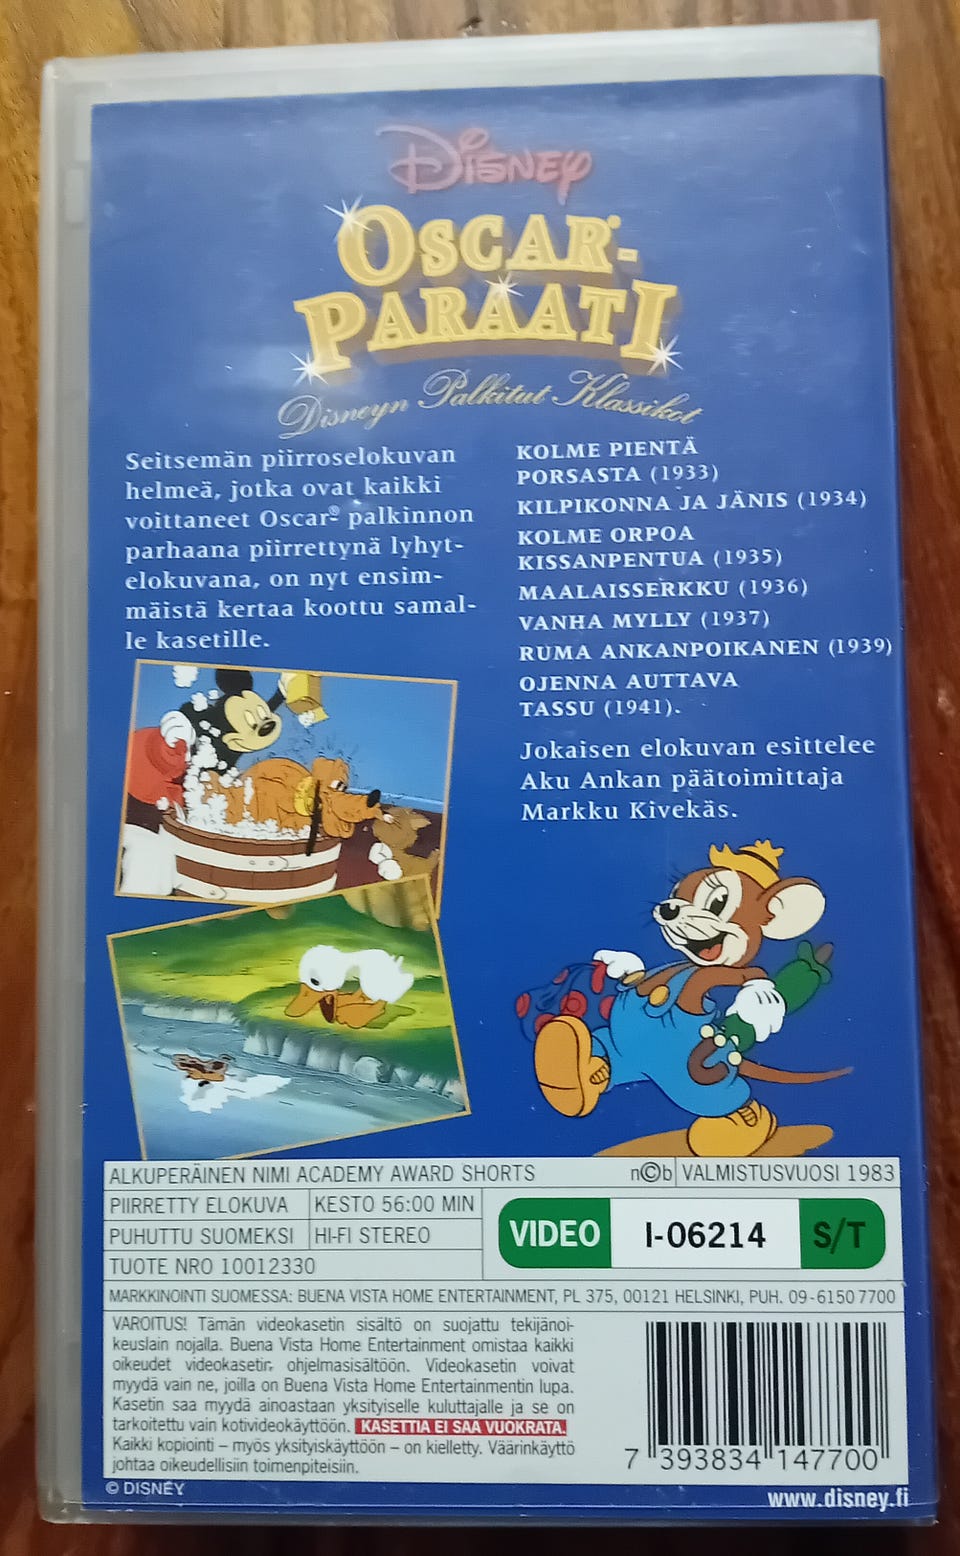 DISNEY
OSCAR®-
PARAATI
Disneyn Palkitut Klassikot
Seitsemän piirroselokuvan
helmeä, jotka ovat kaikki
voittaneet Oscar® palkinnon
parhaana piirrettynä lyhyt-
elokuvana, on nyt ensim-
mäistä kertaa koottu samal-
le kasetille.
KOLME PIENTÄ
PORSASTA (1933)
KILPIKONNA JA JÄNIS (1934)
KOLME ORPOA
KISSANPENTUA (1935)
MAALAISSERKKU (1936)
VANHA MYLLY (1937)
RUMA ANKANPOIKANEN (1939)
OJENNA AUTTAVA
TASSU (1941).
Jokaisen elokuvan esittelee
Aku Ankan päätoimittaja
Markku Kivekäs.
ALKUPERÄINEN NIMI ACADEMY AWARD SHORTS
n©b VALMISTUSVUOSI 1983
PIIRRETTY ELOKUVA KESTO 56:00 MIN
PUHUTTU SUOMEKSI HI-FI STEREO
TUOTE NRO 10012330
VIDEO I-06214 S/T
MARKKINOINTI SUOMESSA: BUENA VISTA HOME ENTERTAINMENT, PL 375, 00121 HELSINKI, PUH. 09-6150 7700
VAROITUS! Tämän videokasetin sisältö on suojattu tekijänoi-
keuslain nojalla. Buena Vista Home Entertainment omistaa kaikki
oikeudet videokasetin ohjelmasisältöön. Videokasetin voivat
myydä vain ne, joilla on Buena Vista Home Entertainmentin lupa.
Kasetin saa myydä ainoastaan yksityiselle kuluttajalle ja se on
tarkoitettu vain kotivideokäyttöön. KASETTIA EI SAA VUOKRATA.
Kaikki kopiointi – myös yksityiskäyttöön – on kielletty. Väärinkäyttö
johtaa oikeudellisiin toimenpiteisiin.
7 393834 147700
© DISNEY
www.disney.fi